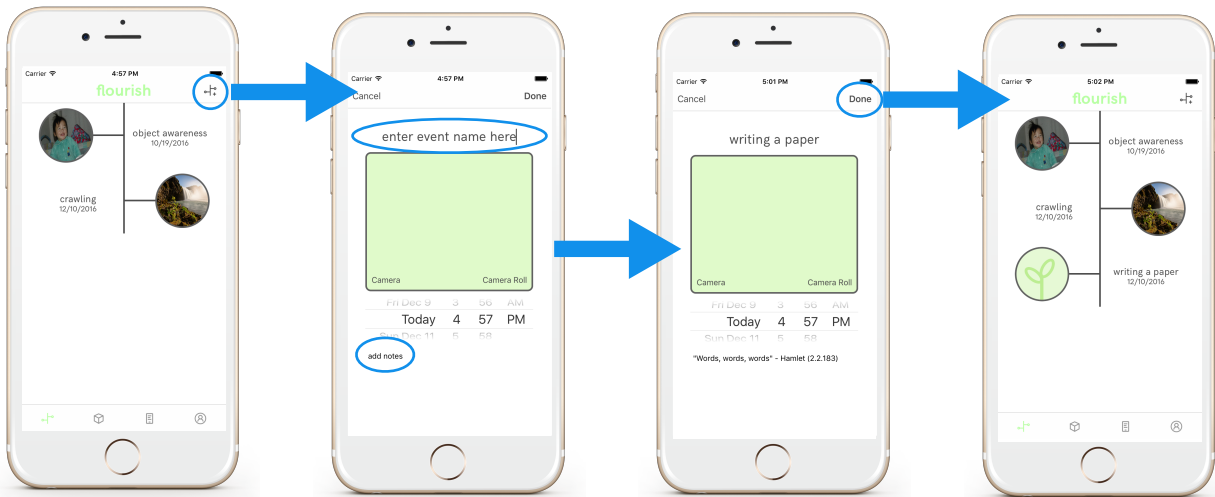 Carrier 4:57 PM
flourish
object awareness
10/19/2016
crawling
12/10/2016
Carrier 4:57 PM
Cancel Done
enter event name here
Camera Camera Roll
Fri Dec 9 3 56 AM
Today 4 57 PM
Sun Dec 11 5 58
add notes
Carrier 5:01 PM
Cancel Done
writing a paper
Camera Camera Roll
Fri Dec 9 3 56 AM
Today 4 57 PM
Sun Dec 11 5 58
"Words, words, words" - Hamlet (2.2.183)
Carrier 5:02 PM
flourish
object awareness
10/19/2016
crawling
12/10/2016
writing a paper
12/10/2016